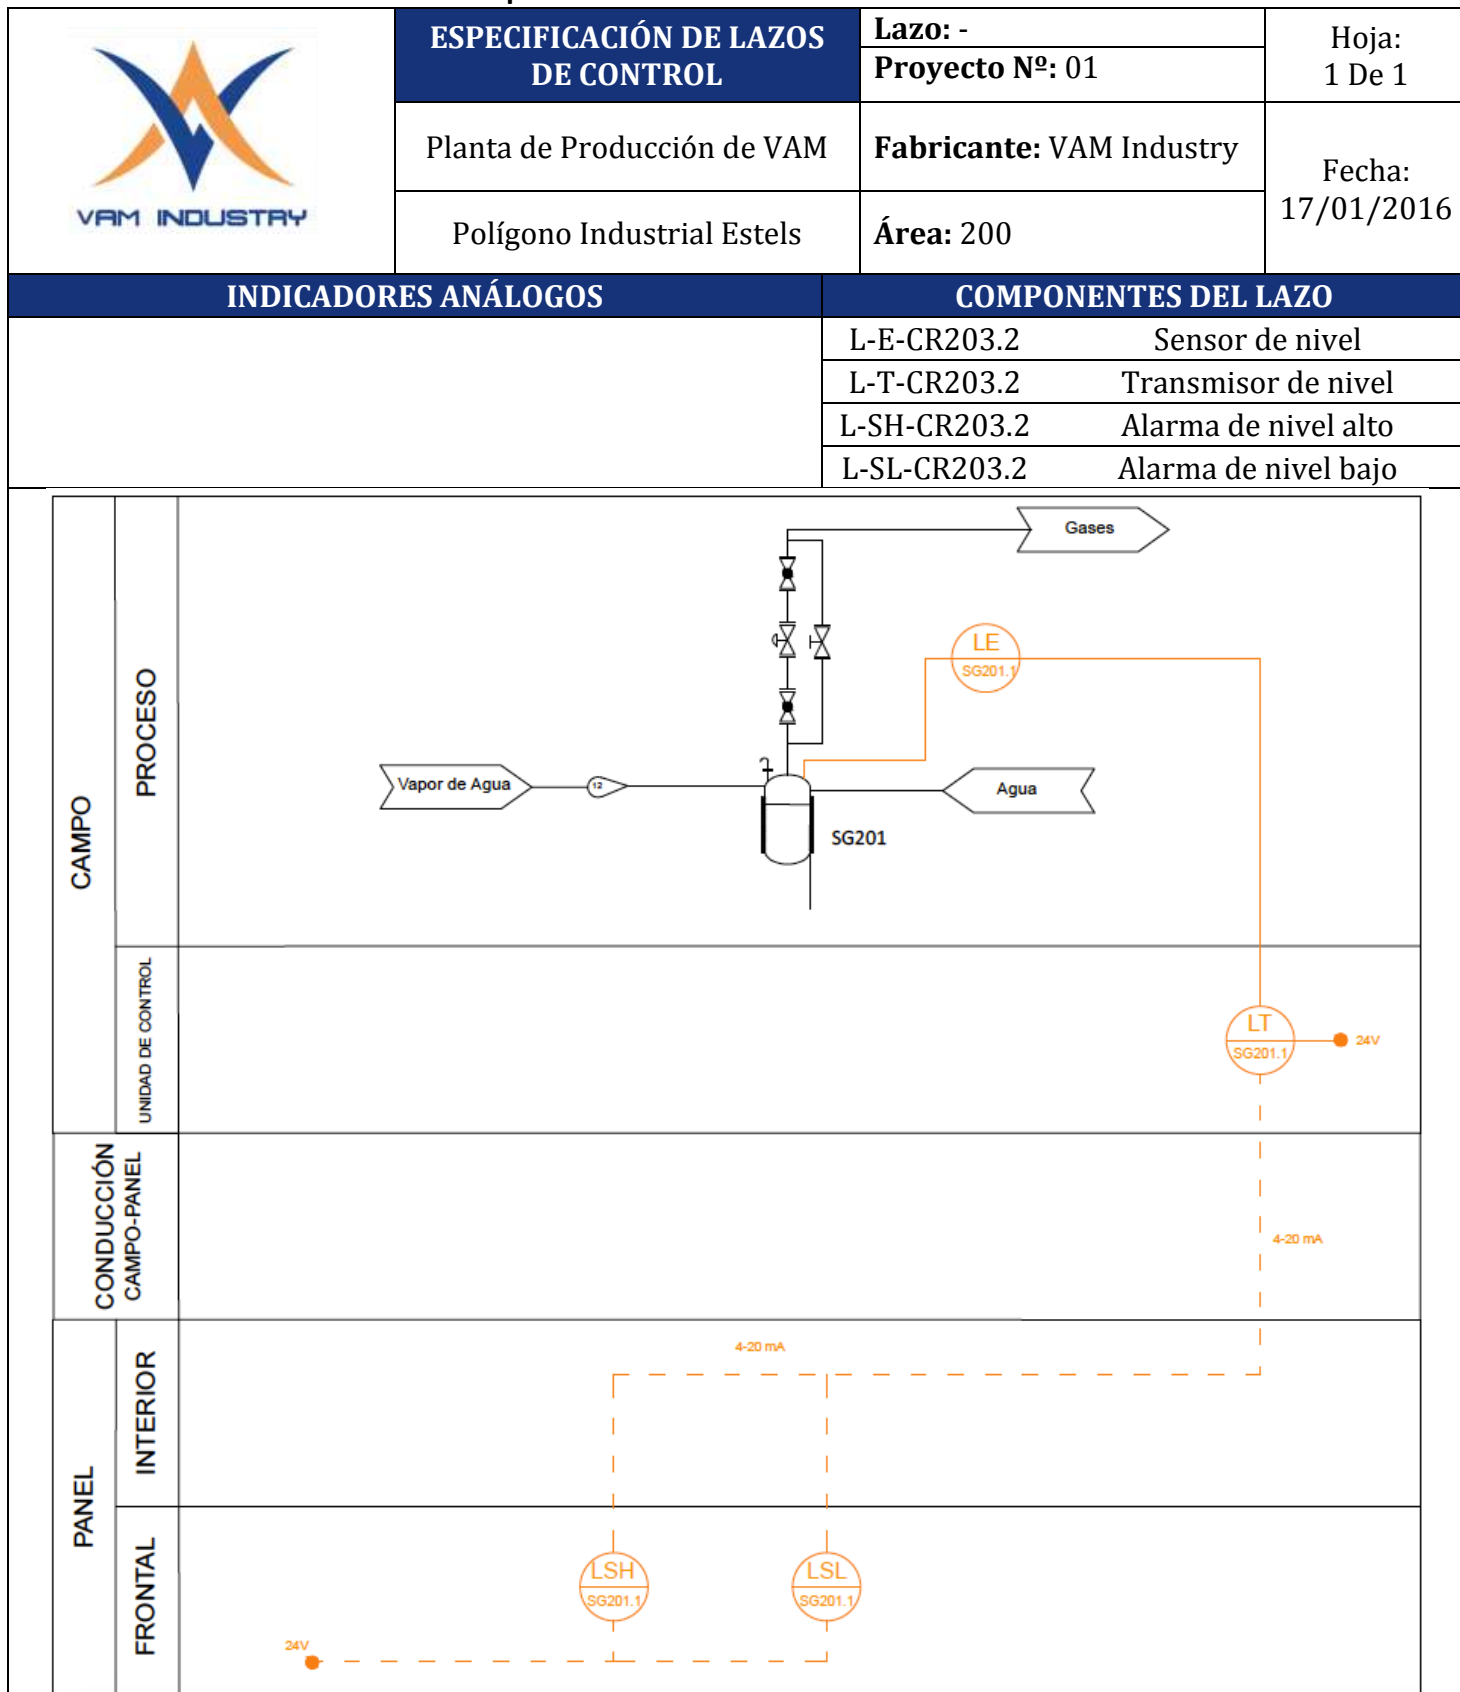 ESPECIFICACIÓN DE LAZOS
DE CONTROL
Lazo: -
Proyecto Nº: 01
Hoja:
1 De 1
VAM INDUSTRY
Planta de Producción de VAM
Fabricante: VAM Industry
Fecha:
17/01/2016
Polígono Industrial Estels
Área: 200
INDICADORES ANÁLOGOS
COMPONENTES DEL LAZO
L-E-CR203.2 Sensor de nivel
L-T-CR203.2 Transmisor de nivel
L-SH-CR203.2 Alarma de nivel alto
L-SL-CR203.2 Alarma de nivel bajo
CAMPO
PROCESO
Gases
LE
SG201.1
Vapor de Agua
12
Agua
SG201
UNIDAD DE CONTROL
LT
SG201.1
24V
CONDUCCIÓN
CAMPO-PANEL
4-20 mA
PANEL
INTERIOR
4-20 mA
FRONTAL
LSH
SG201.1
LSL
SG201.1
24V